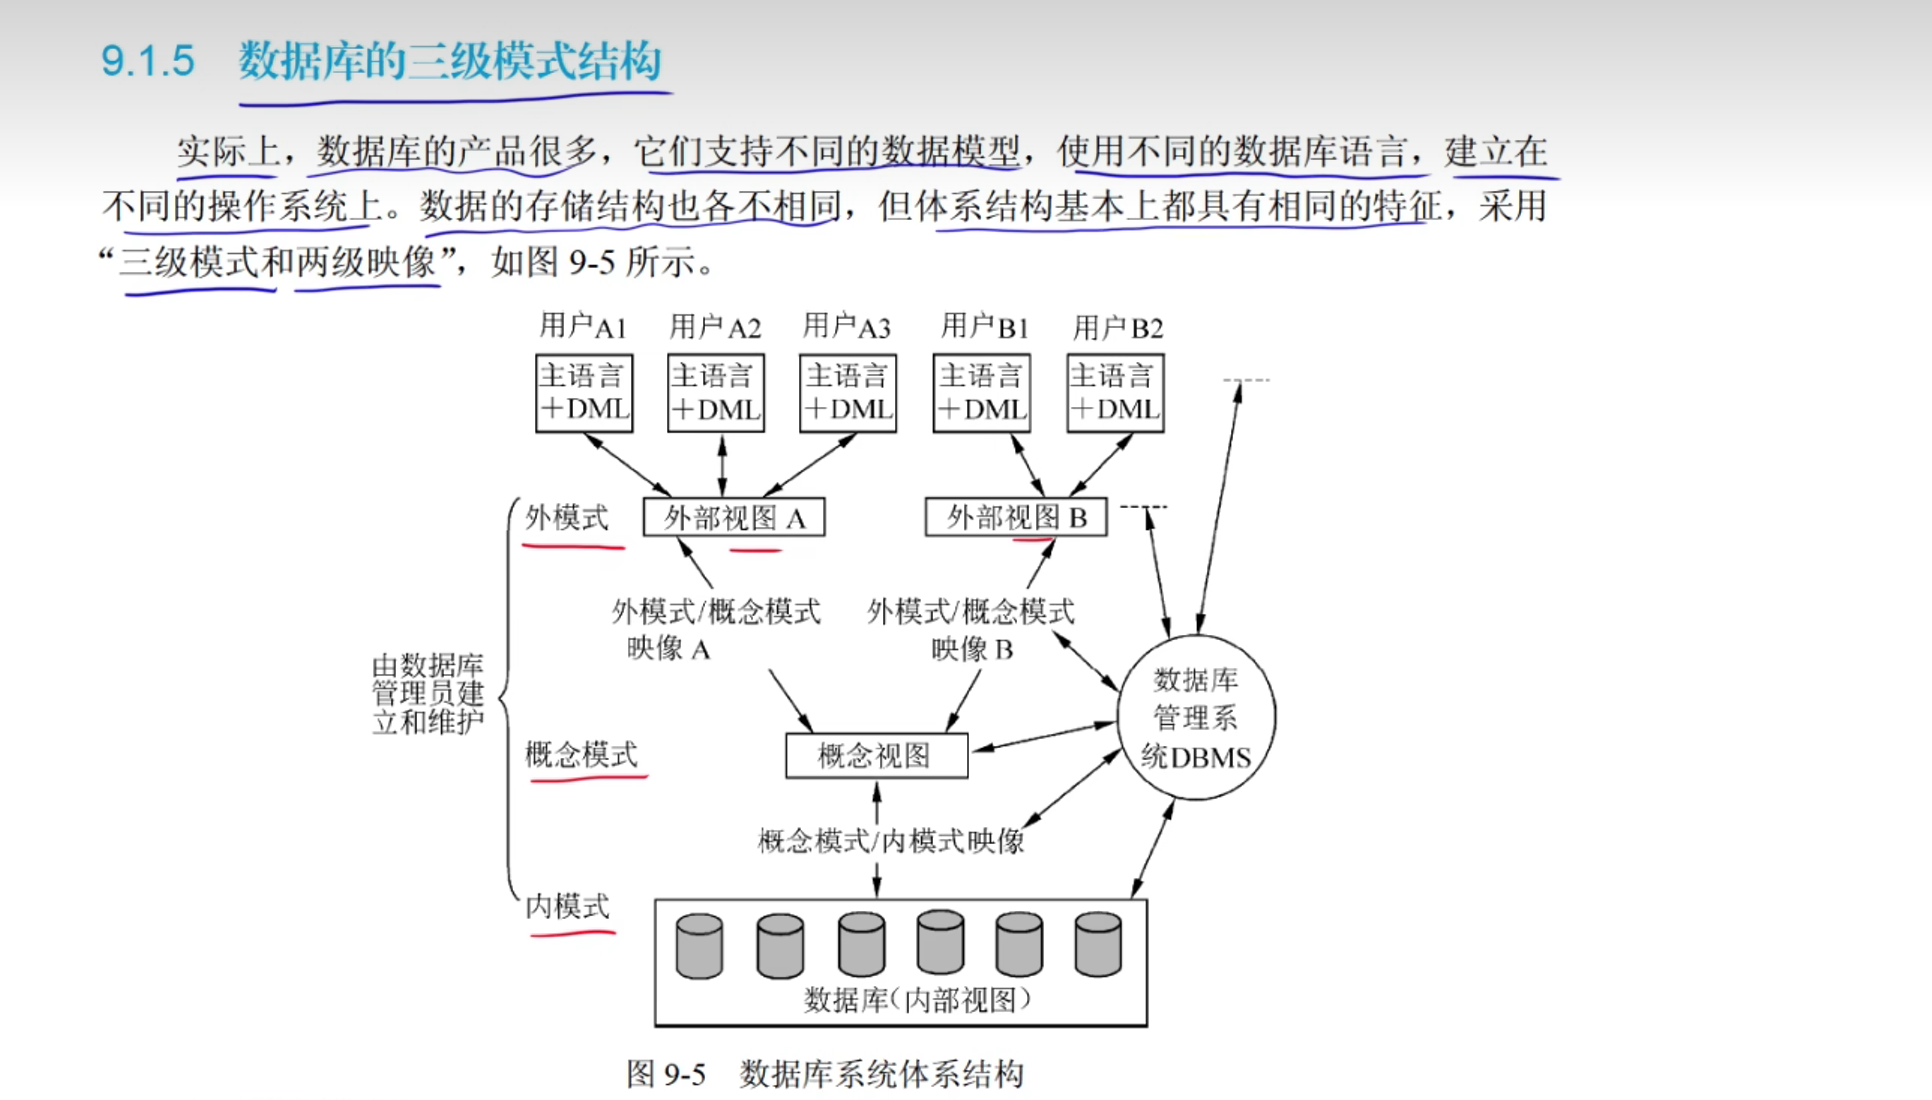 9.1.5 数据库的三级模式结构
实际上，数据库的产品很多，它们支持不同的数据模型，使用不同的数据库语言，建立在
不同的操作系统上。数据的存储结构也各不相同，但体系结构基本上都具有相同的特征，采用
“三级模式和两级映像”，如图 9-5 所示。
用户A1 用户A2 用户A3 用户B1 用户B2
主语言 主语言 主语言 主语言 主语言
+DML +DML +DML +DML +DML
外模式 外部视图 A 外部视图 B
外模式/概念模式 外模式/概念模式
映像 A 映像 B
由数据库
管理员建
立和维护
数据库
管理系
统DBMS
概念模式 概念视图
概念模式/内模式映像
内模式
数据库(内部视图)
图 9-5 数据库系统体系结构